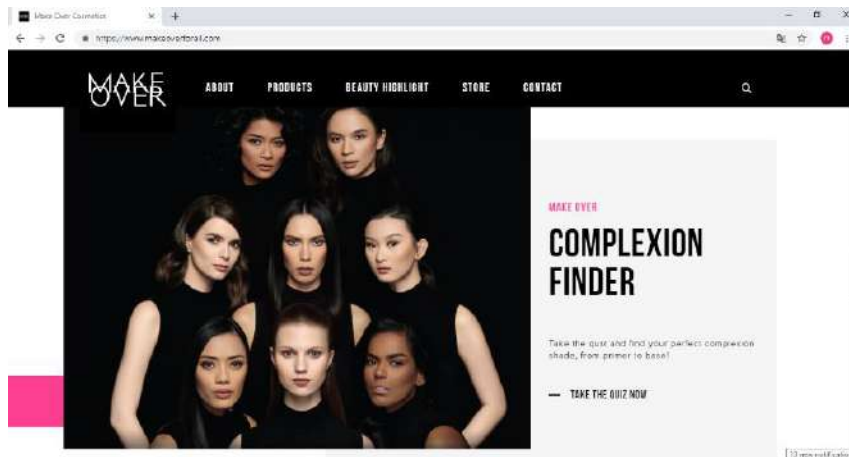 Make Over Cosmetics
https://www.makeoverforall.com
MAKE
OVER
ABOUT
PRODUCTS
BEAUTY HIGHLIGHT
STORE
CONTACT
MAKE OVER
COMPLEXION
FINDER
Take the quiz and find your perfect complexion
shade, from primer to base!
TAKE THE QUIZ NOW